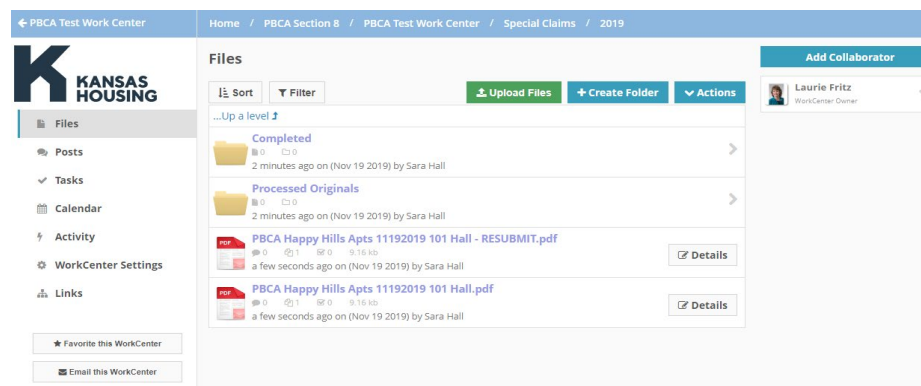 PBCA Test Work Center
Home / PBCA Section 8 / PBCA Test Work Center / Special Claims / 2019
KANSAS
HOUSING
Files
Posts
Tasks
Calendar
Activity
WorkCenter Settings
Links
Favorite this WorkCenter
Email this WorkCenter
Files
Sort
Filter
Upload Files
+ Create Folder
Actions
...Up a level
Completed
0 0
2 minutes ago on (Nov 19 2019) by Sara Hall
Processed Originals
0 0
2 minutes ago on (Nov 19 2019) by Sara Hall
PDF
PBCA Happy Hills Apts 11192019 101 Hall - RESUBMIT.pdf
0 1 0 9.16 kb
a few seconds ago on (Nov 19 2019) by Sara Hall
Details
PDF
PBCA Happy Hills Apts 11192019 101 Hall.pdf
0 1 0 9.16 kb
a few seconds ago on (Nov 19 2019) by Sara Hall
Details
Add Collaborator
Laurie Fritz
WorkCenter Owner